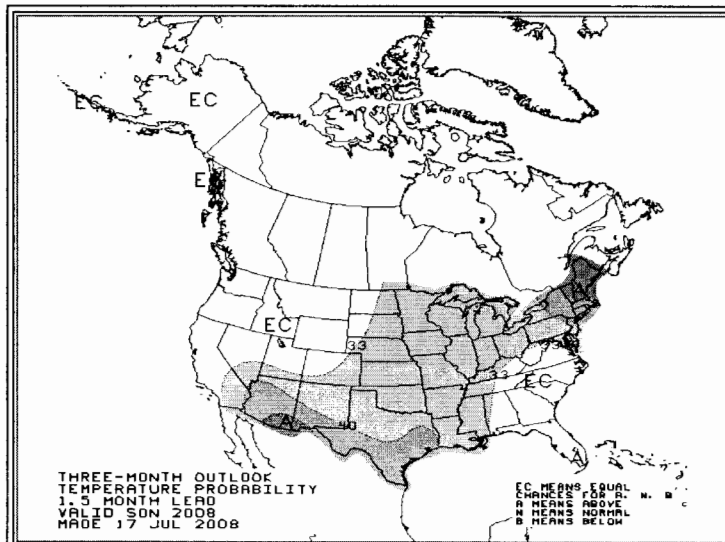 EC
EC
E
EC
33
A
33
EC
A
40
A
THREE-MONTH OUTLOOK
TEMPERATURE PROBABILITY
1.5 MONTH LEAD
VALID SON 2008
MADE 17 JUL 2008
EC MEANS EQUAL
CHANCES FOR A, N, B
A MEANS ABOVE
N MEANS NORMAL
B MEANS BELOW